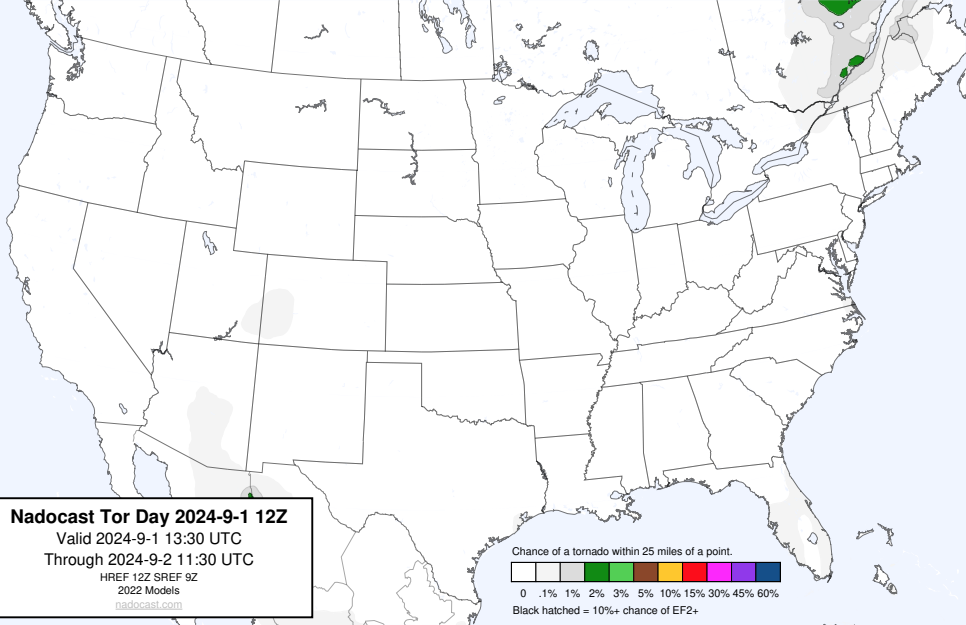 Nadocast Tor Day 2024-9-1 12Z
Valid 2024-9-1 13:30 UTC
Through 2024-9-2 11:30 UTC
HREF 12Z SREF 9Z
2022 Models
nadocast.com
Chance of a tornado within 25 miles of a point.
0 .1% 1% 2% 3% 5% 10% 15% 30% 45% 60%
Black hatched = 10%+ chance of EF2+